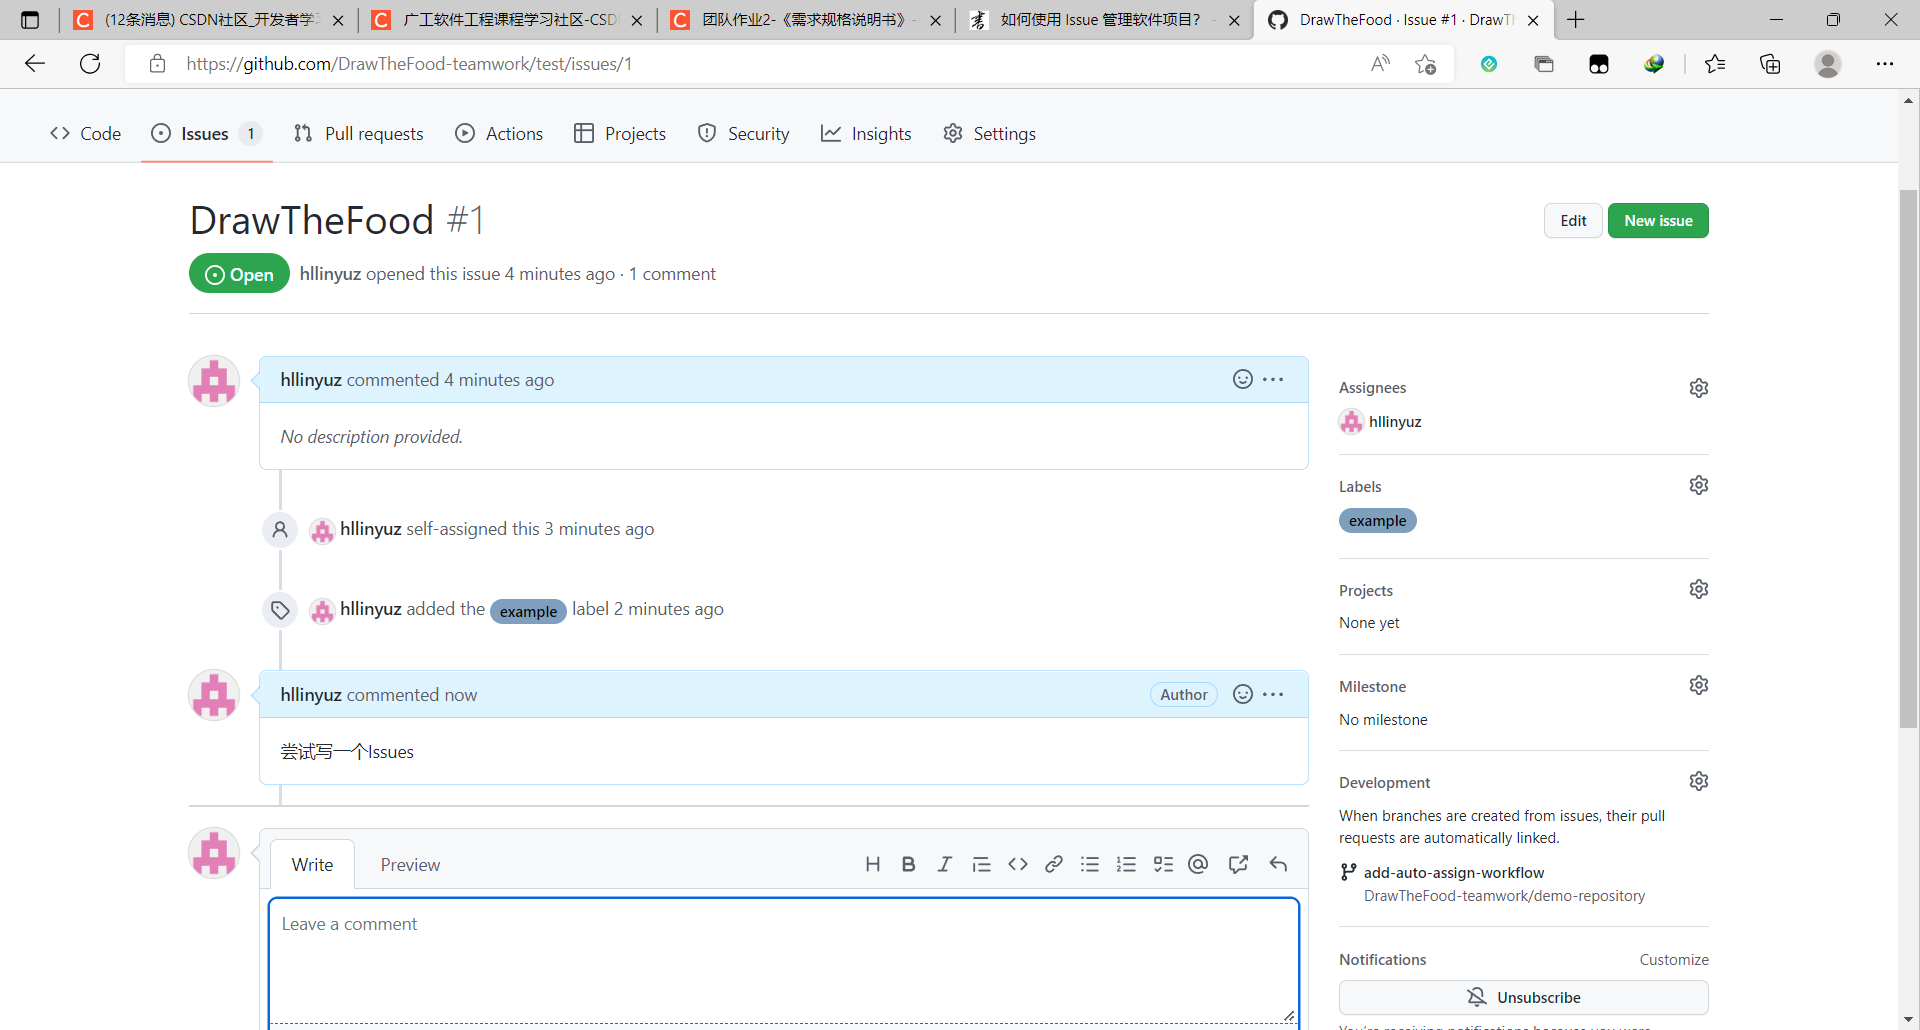 (12条消息) CSDN社区_开发者学习
广工软件工程课程学习社区-CSD
团队作业2-《需求规格说明书》-
如何使用 Issue 管理软件项目？ -
DrawTheFood · Issue #1 · DrawT
https://github.com/DrawTheFood-teamwork/test/issues/1
Code
Issues 1
Pull requests
Actions
Projects
Security
Insights
Settings
DrawTheFood #1
Edit
New issue
Open
hllinyuz opened this issue 4 minutes ago · 1 comment
hllinyuz commented 4 minutes ago
No description provided.
hllinyuz self-assigned this 3 minutes ago
hllinyuz added the example label 2 minutes ago
hllinyuz commented now
Author
尝试写一个Issues
Write
Preview
Leave a comment
Assignees
hllinyuz
Labels
example
Projects
None yet
Milestone
No milestone
Development
When branches are created from issues, their pull
requests are automatically linked.
add-auto-assign-workflow
DrawTheFood-teamwork/demo-repository
Notifications
Customize
Unsubscribe